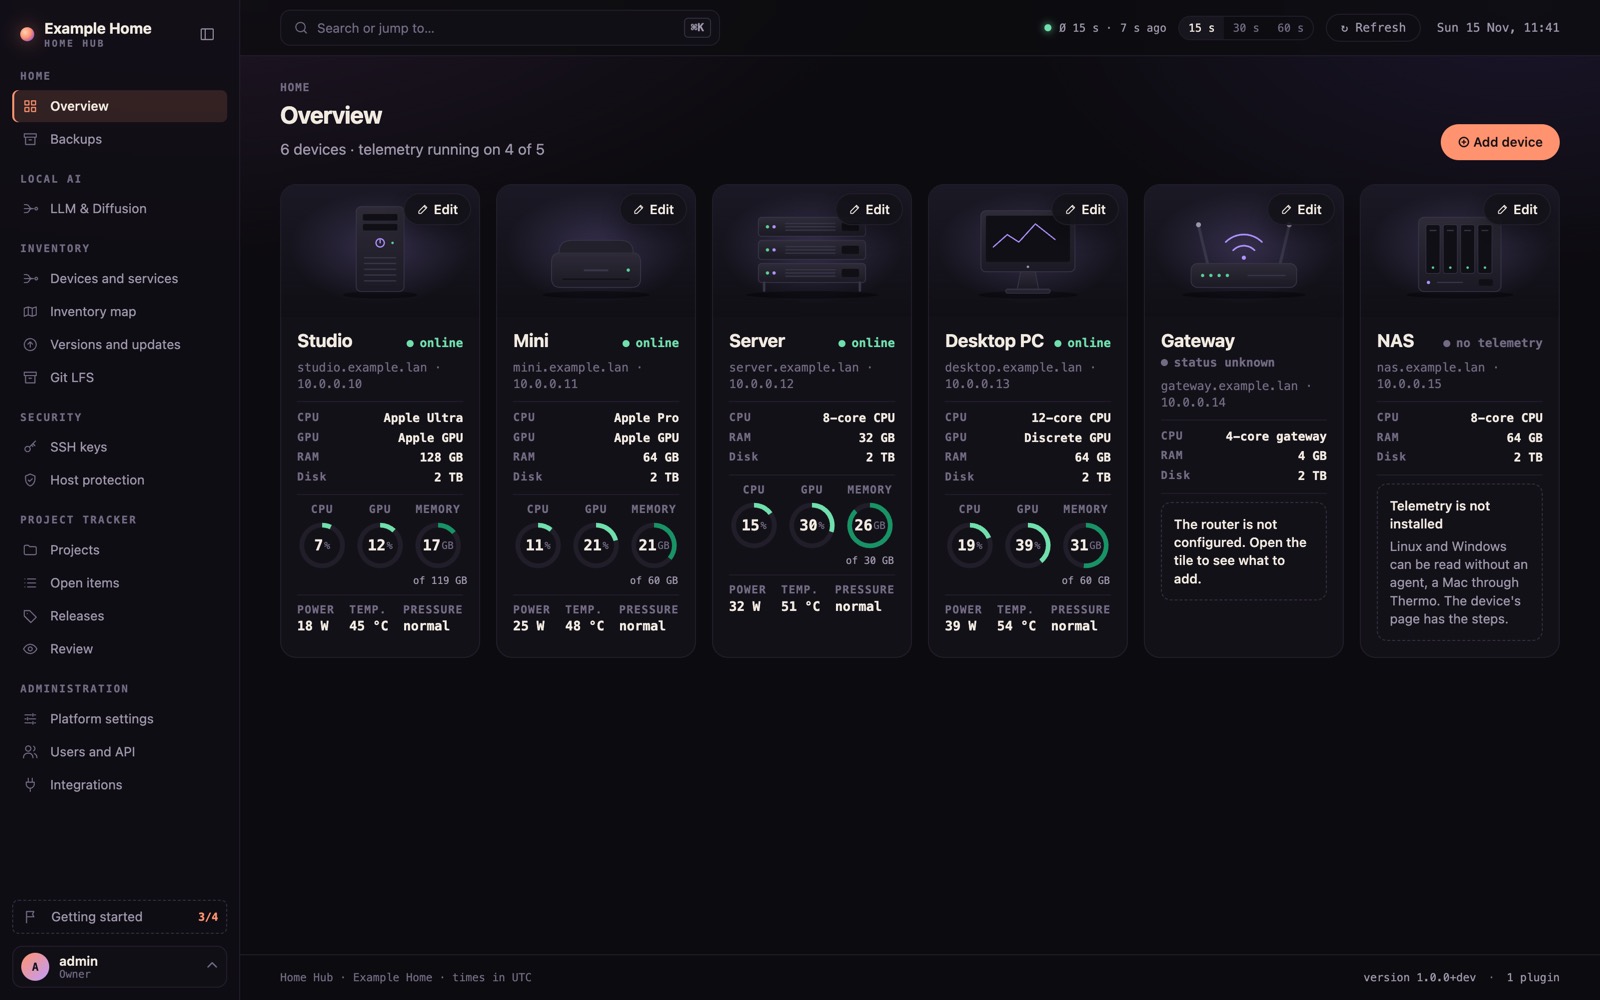 Example Home
HOME HUB
HOME
Overview
Backups
LOCAL AI
LLM & Diffusion
INVENTORY
Devices and services
Inventory map
Versions and updates
Git LFS
SECURITY
SSH keys
Host protection
PROJECT TRACKER
Projects
Open items
Releases
Review
ADMINISTRATION
Platform settings
Users and API
Integrations
Getting started 3/4
A
admin
Owner
Search or jump to... ⌘K
Ø 15 s · 7 s ago
15 s 30 s 60 s
↻ Refresh
Sun 15 Nov, 11:41
HOME
Overview
6 devices · telemetry running on 4 of 5
Add device
Edit
Studio online
studio.example.lan ·
10.0.0.10
CPU Apple Ultra
GPU Apple GPU
RAM 128 GB
Disk 2 TB
CPU GPU MEMORY
7% 12% 17GB
of 119 GB
POWER TEMP. PRESSURE
18 W 45 °C normal
Edit
Mini online
mini.example.lan ·
10.0.0.11
CPU Apple Pro
GPU Apple GPU
RAM 64 GB
Disk 2 TB
CPU GPU MEMORY
11% 21% 21GB
of 60 GB
POWER TEMP. PRESSURE
25 W 48 °C normal
Edit
Server online
server.example.lan ·
10.0.0.12
CPU 8-core CPU
RAM 32 GB
Disk 2 TB
CPU GPU MEMORY
15% 30% 26GB
of 30 GB
POWER TEMP. PRESSURE
32 W 51 °C normal
Edit
Desktop PC online
desktop.example.lan ·
10.0.0.13
CPU 12-core CPU
GPU Discrete GPU
RAM 64 GB
Disk 2 TB
CPU GPU MEMORY
19% 39% 31GB
of 60 GB
POWER TEMP. PRESSURE
39 W 54 °C normal
Edit
Gateway
status unknown
gateway.example.lan ·
10.0.0.14
CPU 4-core gateway
RAM 4 GB
Disk 2 TB
The router is not
configured. Open the
tile to see what to
add.
Edit
NAS no telemetry
nas.example.lan ·
10.0.0.15
CPU 8-core CPU
RAM 64 GB
Disk 2 TB
Telemetry is not
installed
Linux and Windows
can be read without an
agent, a Mac through
Thermo. The device's
page has the steps.
Home Hub · Example Home · times in UTC
version 1.0.0+dev · 1 plugin